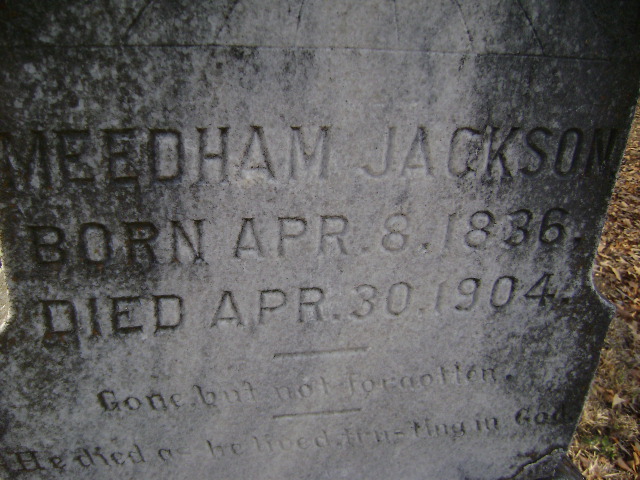 MEEDHAM JACKSON
BORN APR. 8. 1836.
DIED APR. 30. 1904.
Gone, but not forgotten.
He died as he lived, trusting in God.